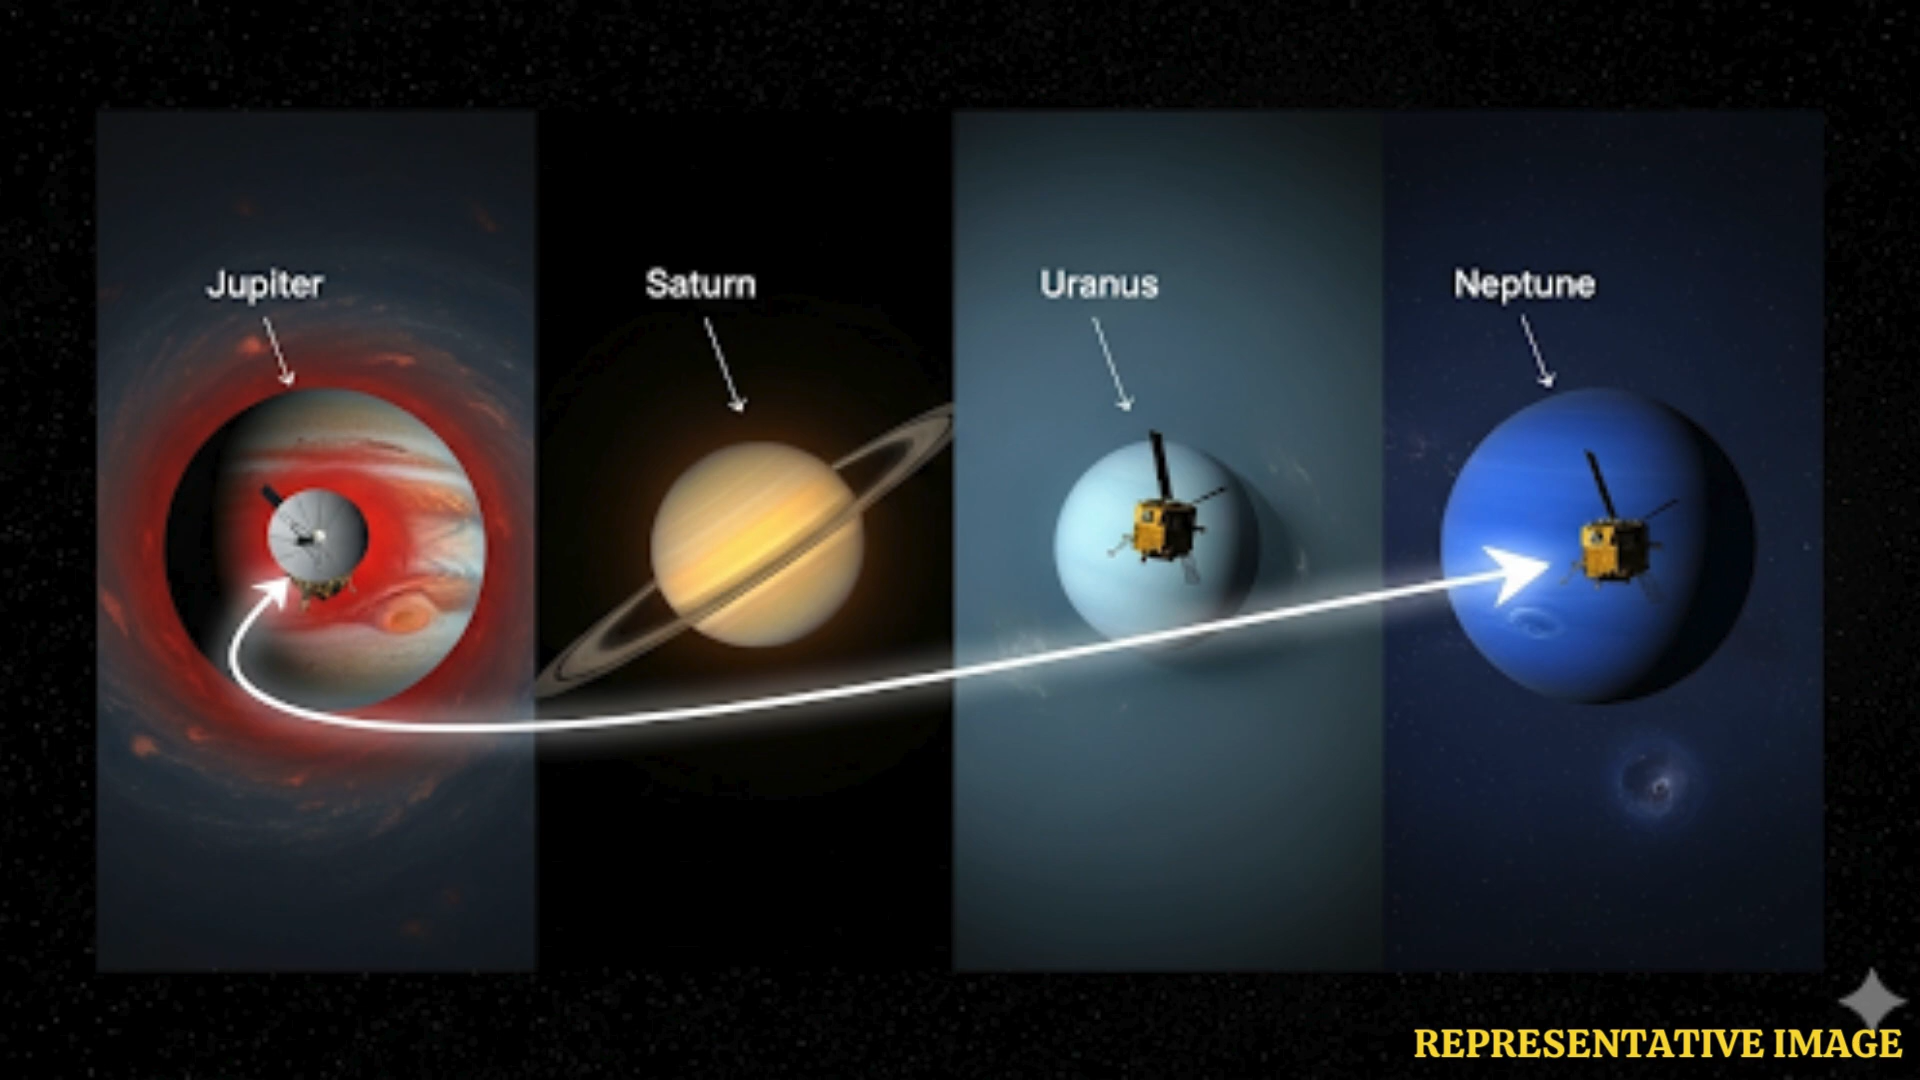 Jupiter
Saturn
Uranus
Neptune
REPRESENTATIVE IMAGE